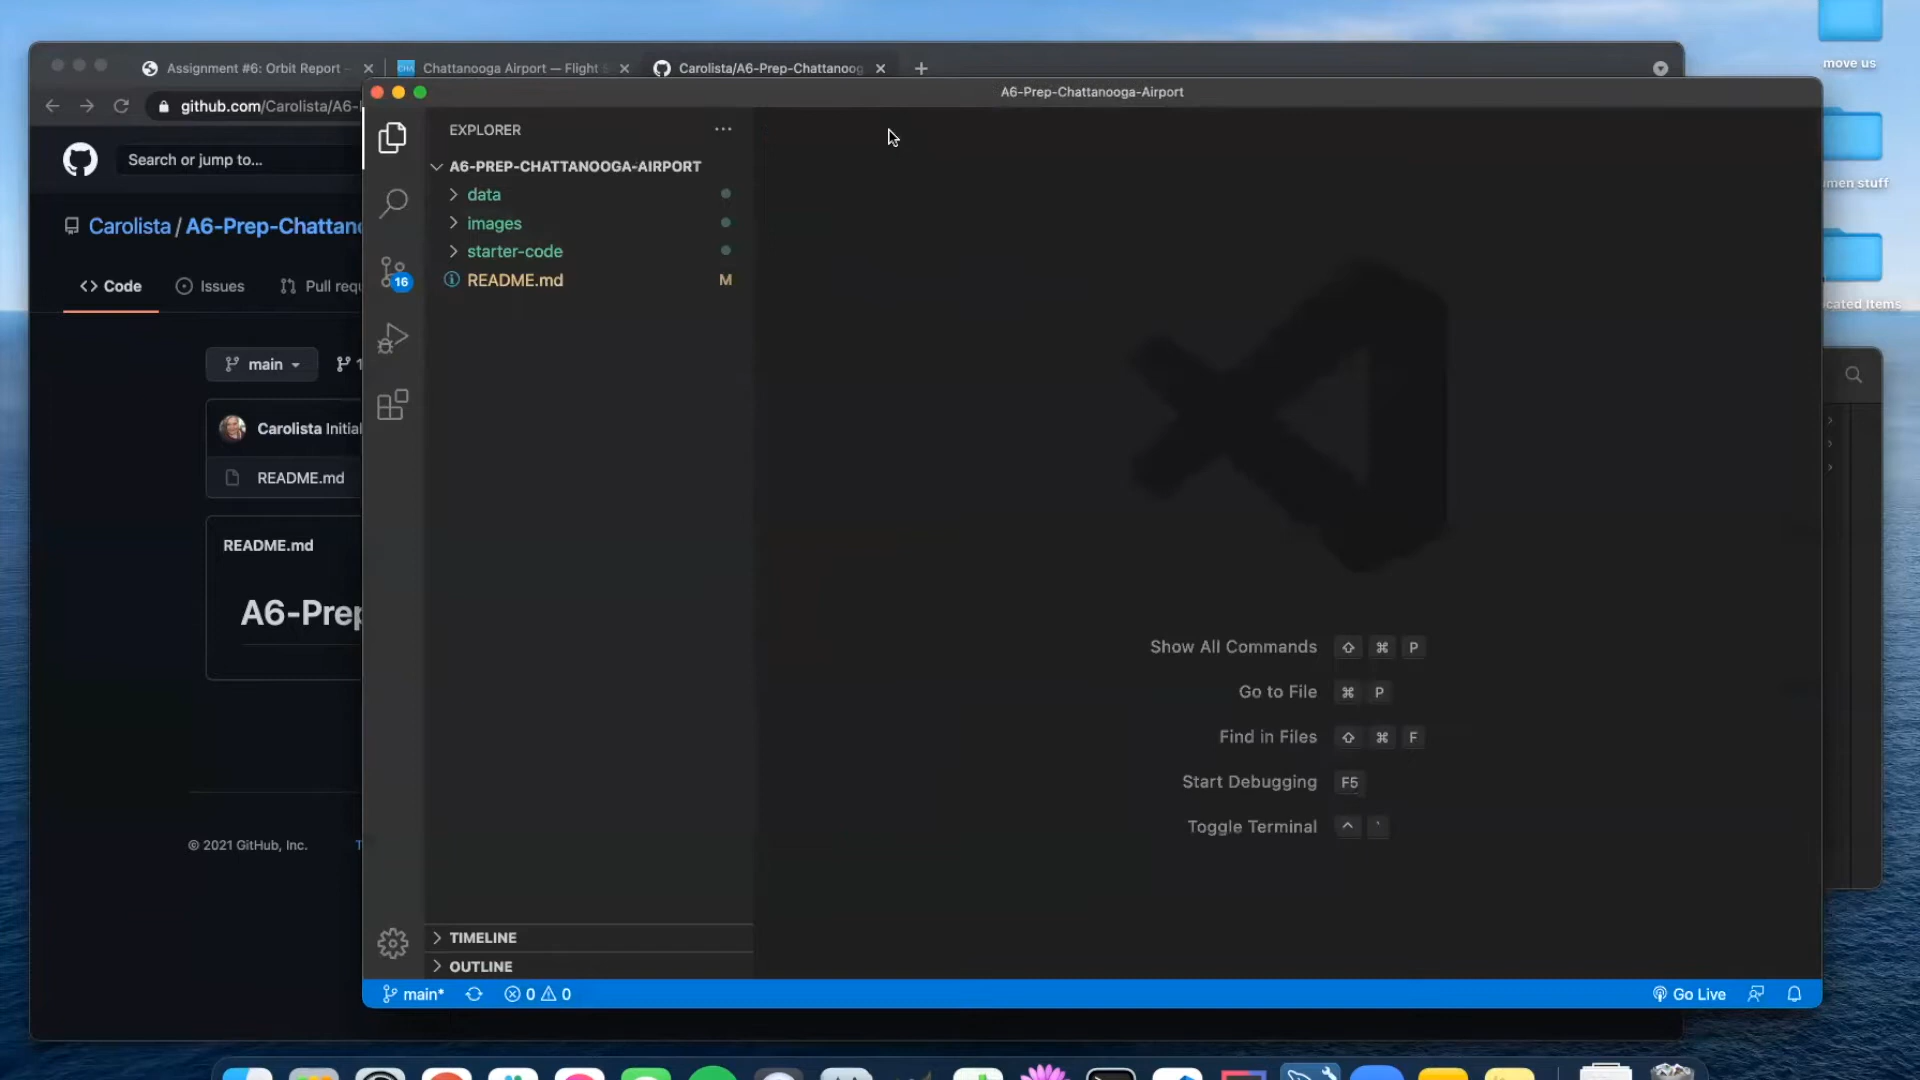 move us
Assignment #6: Orbit Report –
Chattanooga Airport — Flight S
Carolista/A6-Prep-Chattanoog
github.com/Carolista/A6-
A6-Prep-Chattanooga-Airport
EXPLORER
Search or jump to...
A6-PREP-CHATTANOOGA-AIRPORT
data
images
starter-code
README.md
M
16
men stuff
cated Items
Carolista / A6-Prep-Chattano
Code
Issues
Pull requ
main
1
Carolista Initial
README.md
README.md
A6-Prep
© 2021 GitHub, Inc.
T
Show All Commands ⇧ ⌘ P
Go to File ⌘ P
Find in Files ⇧ ⌘ F
Start Debugging F5
Toggle Terminal ^ `
TIMELINE
OUTLINE
main*
0
0
Go Live